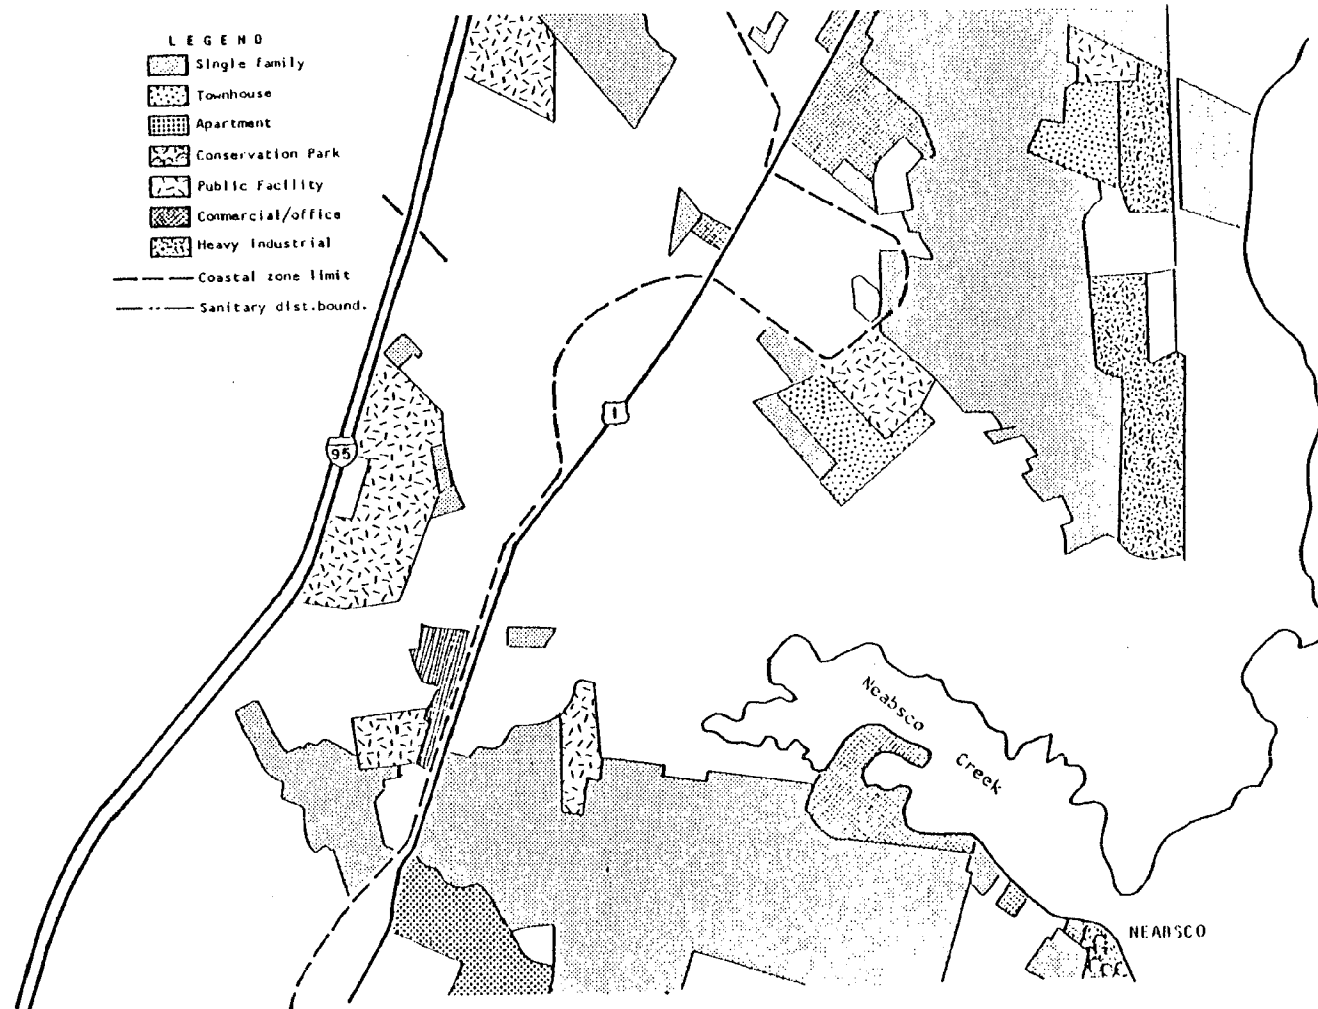 LEGEND
Single family
Townhouse
Apartment
Conservation Park
Public Facility
Commercial/office
Heavy Industrial
Coastal zone limit
Sanitary dist.bound.
1
95
Neabsco
Creek
NEABSCO